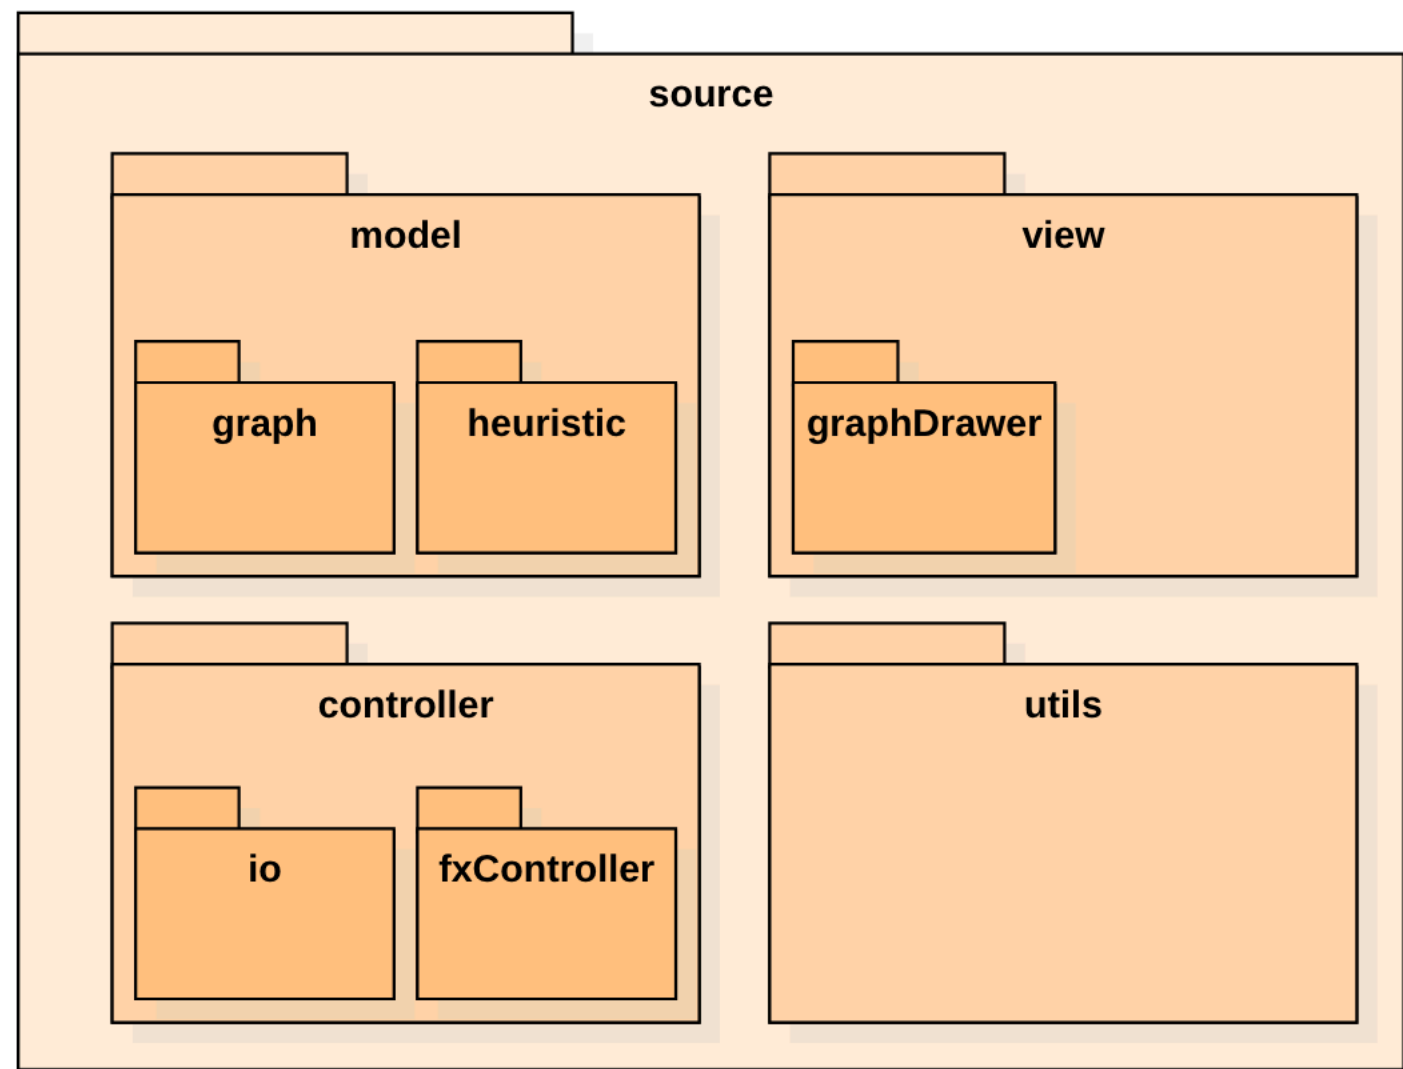 source
model
view
graph
heuristic
graphDrawer
controller
utils
io
fxController